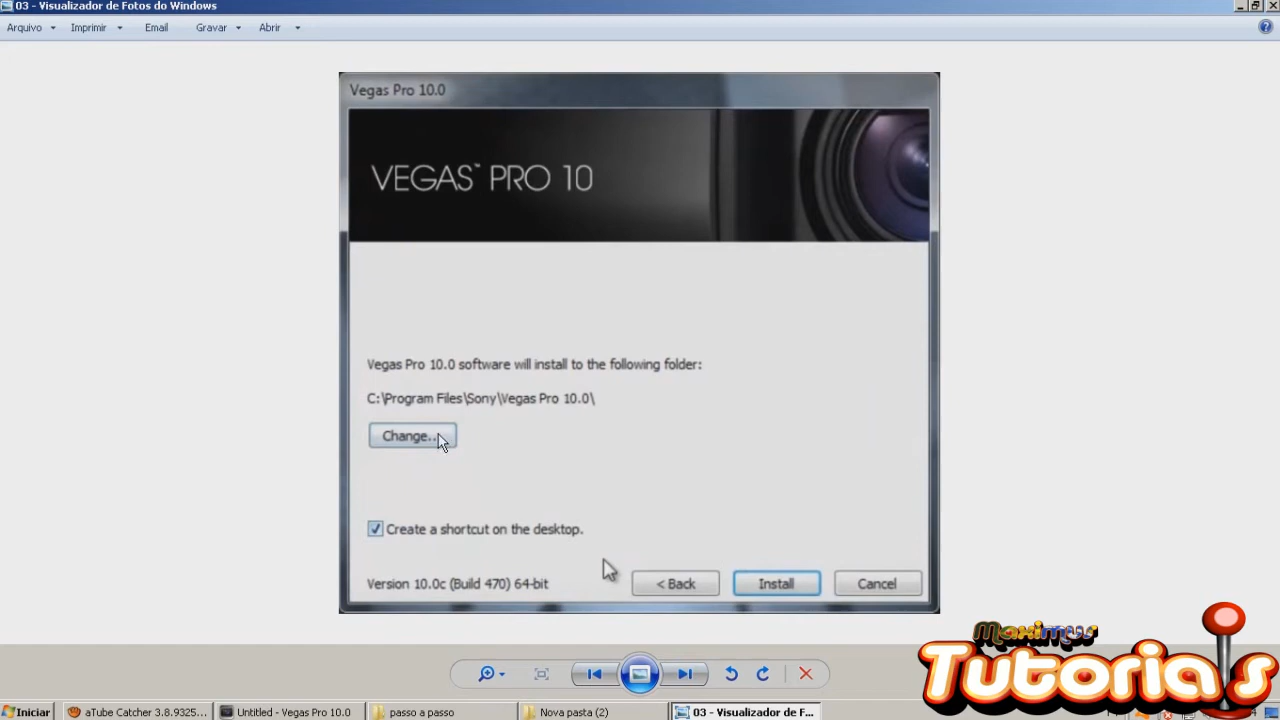 03 - Visualizador de Fotos do Windows
Arquivo Imprimir Email Gravar Abrir
Vegas Pro 10.0
VEGAS™ PRO 10
Vegas Pro 10.0 software will install to the following folder:
C:\Program Files\Sony\Vegas Pro 10.0\
Change...
Create a shortcut on the desktop.
Version 10.0c (Build 470) 64-bit
< Back Install Cancel
Maximus
Tutoria's
Iniciar aTube Catcher 3.8.9325... Untitled - Vegas Pro 10.0 passo a passo Nova pasta (2) 03 - Visualizador de F...